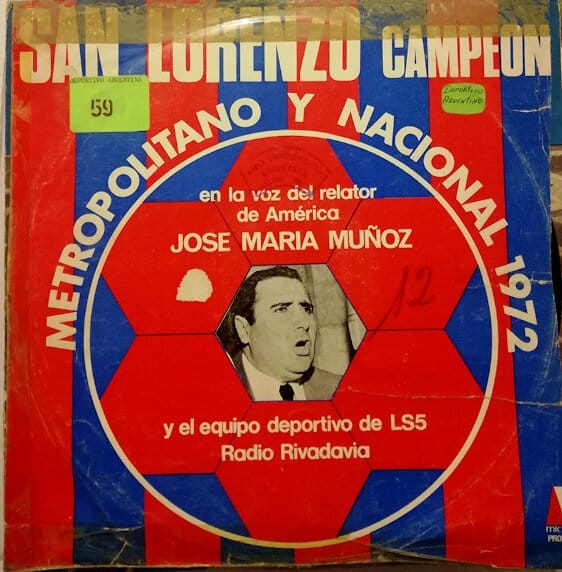 SAN LORENZO CAMPEON
DEPORTIVO ARGENTINA
59
DEPORTIVO
ARGENTINO
METROPOLITANO Y NACIONAL 1972
en la voz del relator
de América
JOSE MARIA MUÑOZ
12
y el equipo deportivo de LS5
Radio Rivadavia